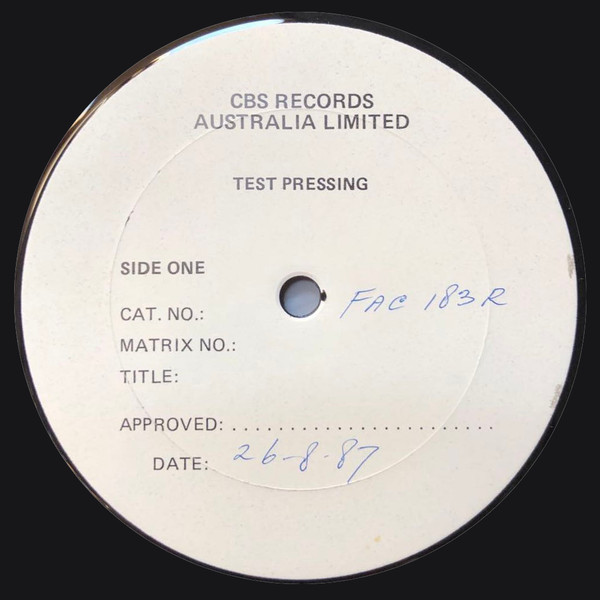 CBS RECORDS
AUSTRALIA LIMITED
TEST PRESSING
SIDE ONE
CAT. NO.: FAC 183R
MATRIX NO.:
TITLE:
APPROVED: . . . . . . . . . . . . . . . . . . . . . . .
DATE: 26-8-87